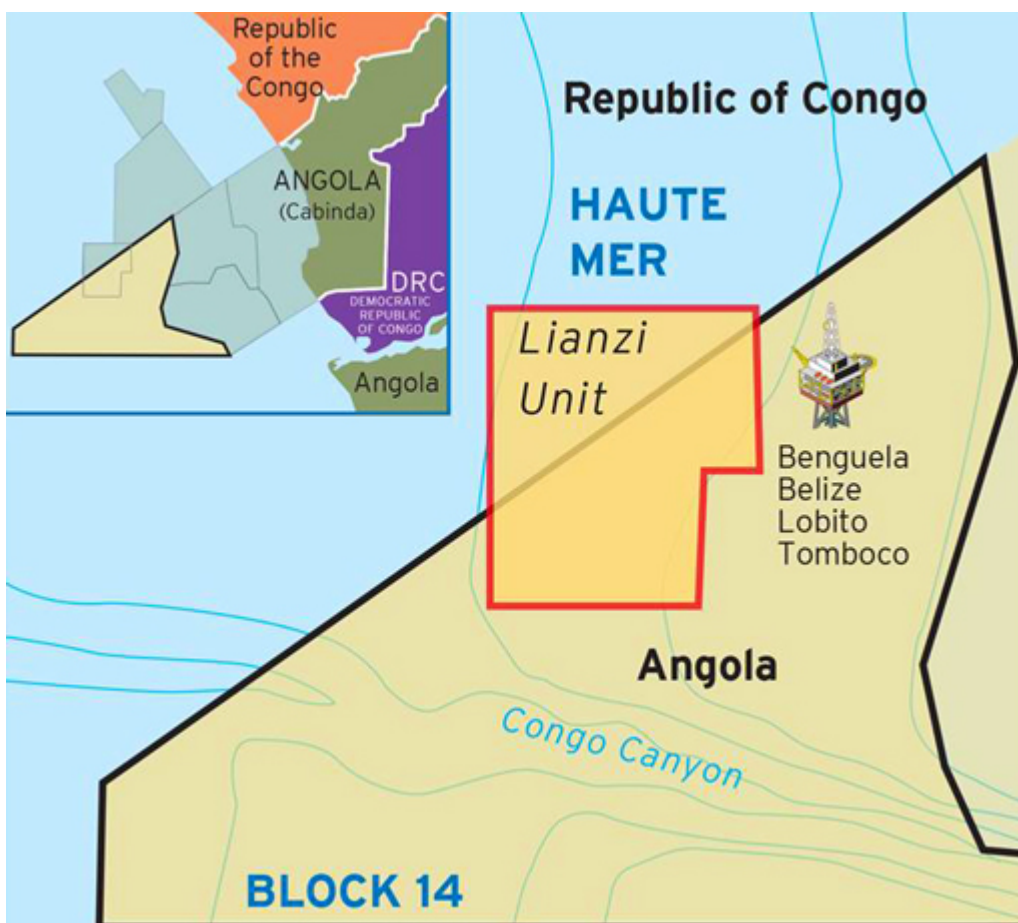 Republic
of the
Congo
ANGOLA
(Cabinda)
DRC
DEMOCRATIC
REPUBLIC
OF CONGO
Angola
Republic of Congo
HAUTE
MER
Lianzi
Unit
Benguela
Belize
Lobito
Tomboco
Angola
Congo Canyon
BLOCK 14